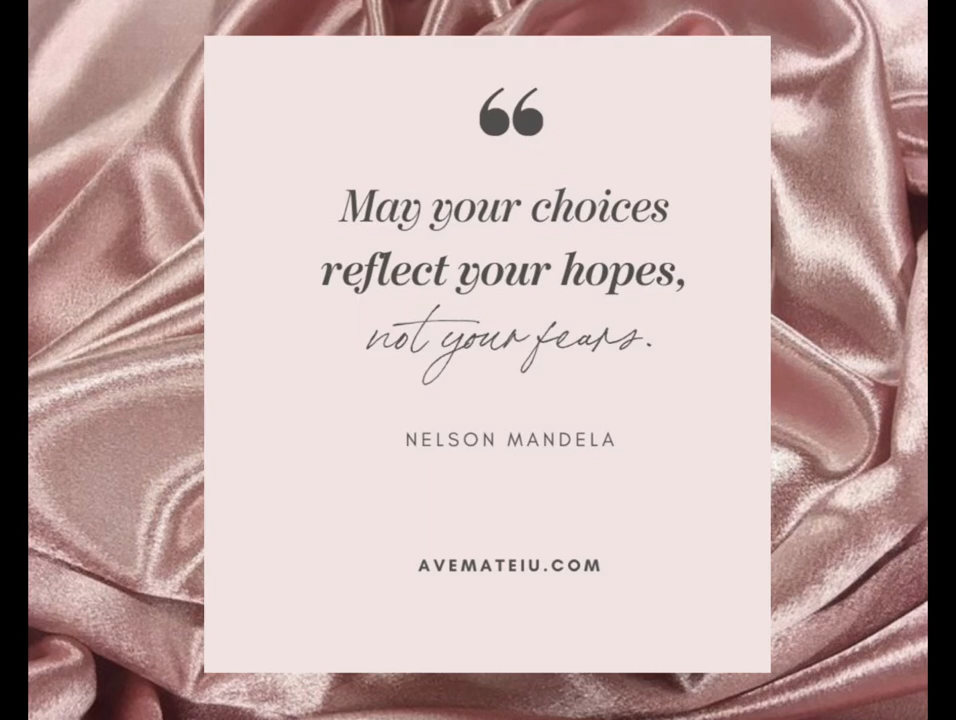 “
May your choices
reflect your hopes,
not your fears.
NELSON MANDELA
AVEMATEIU.COM